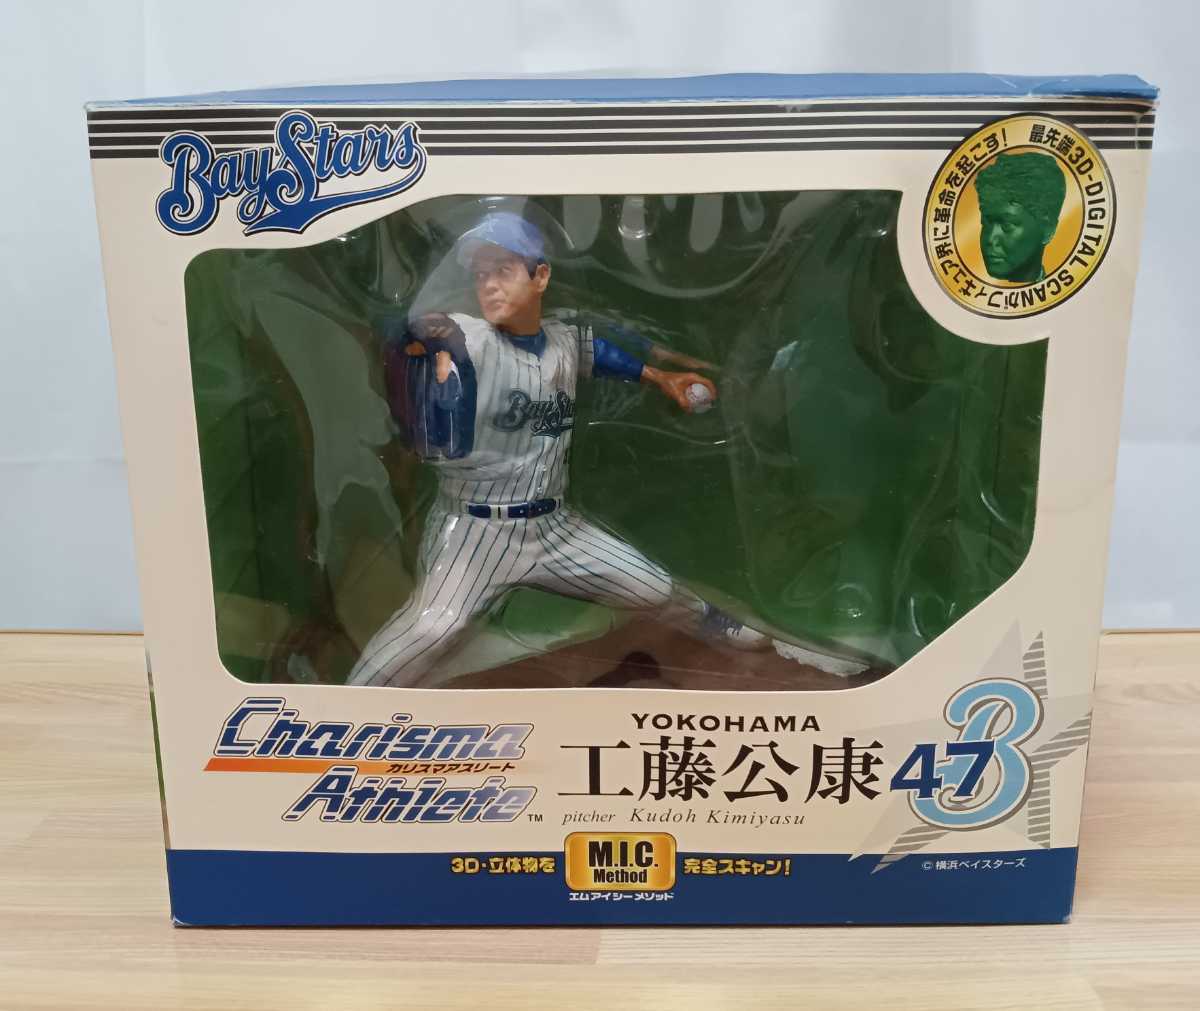 BayStars
最先端3D-DIGITAL SCANがフィギュア界に革命を起こす!
BaySta
Charisma
カリスマアスリート
Athlete™
YOKOHAMA
工藤公康 47
B
pitcher Kudoh Kimiyasu
3D・立体物を M.I.C. Method 完全スキャン!
エムアイシーメソッド
©横浜ベイスターズ